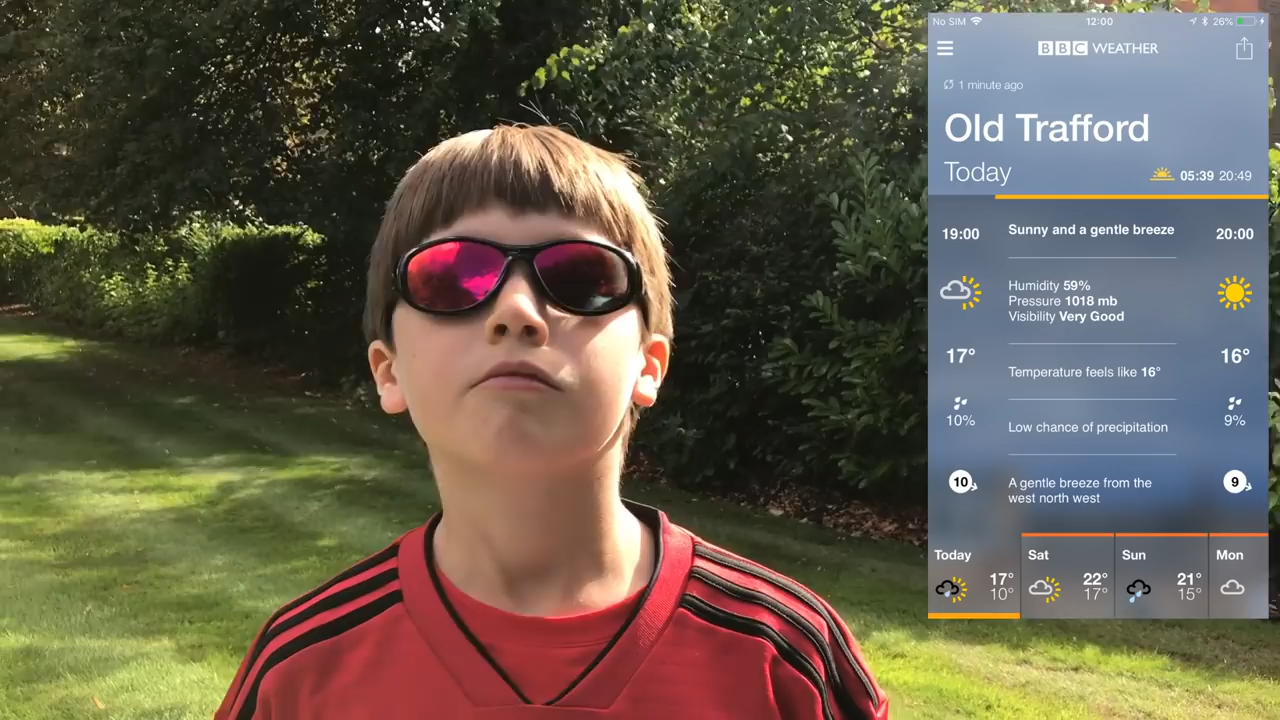 No SIM 12:00 26%
BBC WEATHER
1 minute ago
Old Trafford
Today 05:39 20:49
19:00 Sunny and a gentle breeze 20:00
Humidity 59%
Pressure 1018 mb
Visibility Very Good
17° 16°
Temperature feels like 16°
10% 9%
Low chance of precipitation
10 A gentle breeze from the 9
west north west
Today Sat Sun Mon
17° 22° 21°
10° 17° 15°